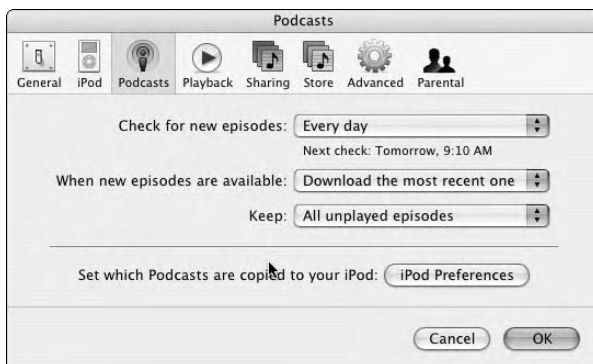 Podcasts
General iPod Podcasts Playback Sharing Store Advanced Parental
Check for new episodes: Every day
Next check: Tomorrow, 9:10 AM
When new episodes are available: Download the most recent one
Keep: All unplayed episodes
Set which Podcasts are copied to your iPod: iPod Preferences
Cancel OK